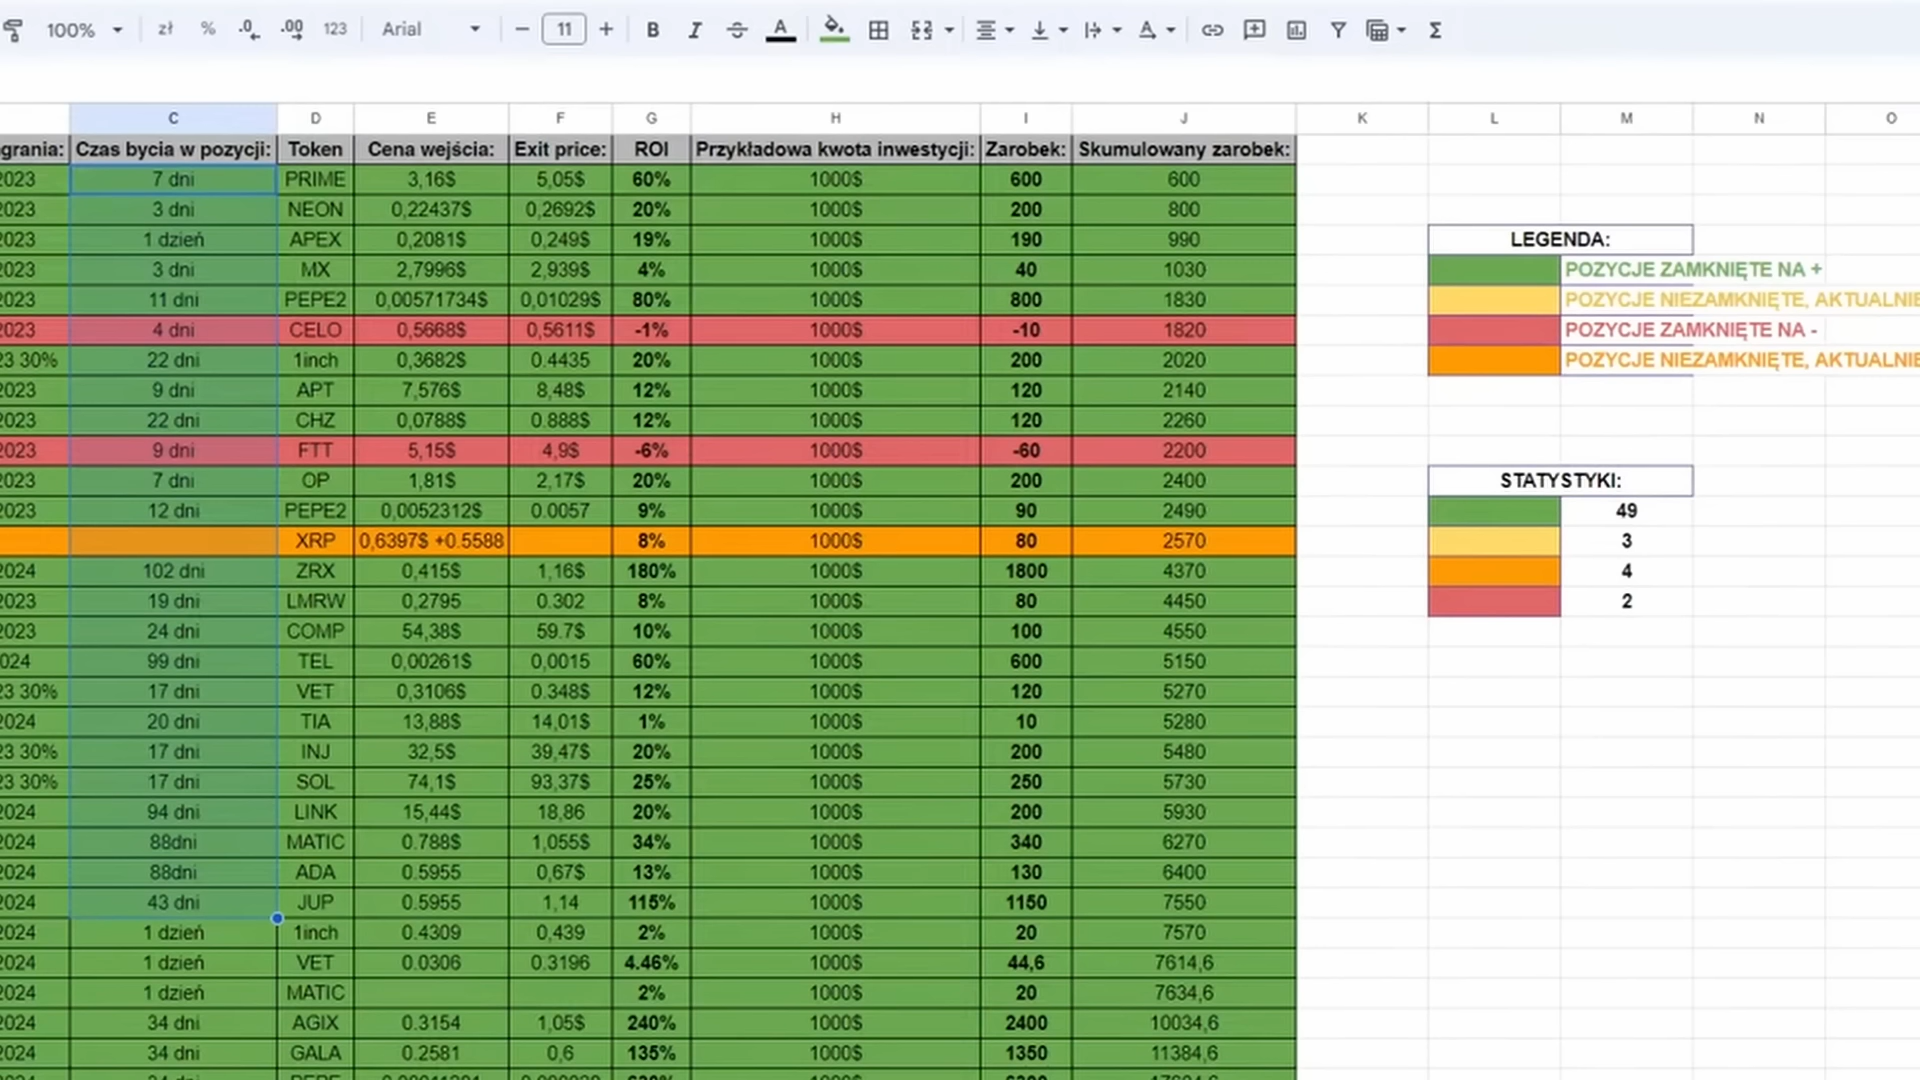 100% zł % .0 .00 123 Arial 11 B I A A Σ
C D E F G H I J K L M N O
grania: Czas bycia w pozycji: Token Cena wejścia: Exit price: ROI Przykładowa kwota inwestycji: Zarobek: Skumulowany zarobek:
2023 7 dni PRIME 3,16$ 5,05$ 60% 1000$ 600 600
2023 3 dni NEON 0,22437$ 0,2692$ 20% 1000$ 200 800
2023 1 dzień APEX 0,2081$ 0,249$ 19% 1000$ 190 990 LEGENDA:
2023 3 dni MX 2,7996$ 2,939$ 4% 1000$ 40 1030 POZYCJE ZAMKNIĘTE NA +
2023 11 dni PEPE2 0,00571734$ 0,01029$ 80% 1000$ 800 1830 POZYCJE NIEZAMKNIĘTE, AKTUALNIE
2023 4 dni CELO 0,5668$ 0,5611$ -1% 1000$ -10 1820 POZYCJE ZAMKNIĘTE NA -
23 30% 22 dni 1inch 0,3682$ 0.4435 20% 1000$ 200 2020 POZYCJE NIEZAMKNIĘTE, AKTUALNIE
2023 9 dni APT 7,576$ 8,48$ 12% 1000$ 120 2140
2023 22 dni CHZ 0,0788$ 0.888$ 12% 1000$ 120 2260
2023 9 dni FTT 5,15$ 4,9$ -6% 1000$ -60 2200
2023 7 dni OP 1,81$ 2,17$ 20% 1000$ 200 2400 STATYSTYKI:
2023 12 dni PEPE2 0,0052312$ 0.0057 9% 1000$ 90 2490 49
XRP 0,6397$ +0.5588 8% 1000$ 80 2570 3
2024 102 dni ZRX 0,415$ 1,16$ 180% 1000$ 1800 4370 4
2023 19 dni LMRW 0,2795 0.302 8% 1000$ 80 4450 2
2023 24 dni COMP 54,38$ 59.7$ 10% 1000$ 100 4550
024 99 dni TEL 0,00261$ 0,0015 60% 1000$ 600 5150
23 30% 17 dni VET 0,3106$ 0.348$ 12% 1000$ 120 5270
2024 20 dni TIA 13,88$ 14,01$ 1% 1000$ 10 5280
23 30% 17 dni INJ 32,5$ 39,47$ 20% 1000$ 200 5480
23 30% 17 dni SOL 74,1$ 93,37$ 25% 1000$ 250 5730
2024 94 dni LINK 15,44$ 18,86 20% 1000$ 200 5930
2024 88dni MATIC 0.788$ 1,055$ 34% 1000$ 340 6270
2024 88dni ADA 0.5955 0,67$ 13% 1000$ 130 6400
2024 43 dni JUP 0.5955 1,14 115% 1000$ 1150 7550
2024 1 dzień 1inch 0.4309 0,439 2% 1000$ 20 7570
2024 1 dzień VET 0.0306 0.3196 4.46% 1000$ 44,6 7614,6
2024 1 dzień MATIC 2% 1000$ 20 7634,6
2024 34 dni AGIX 0.3154 1,05$ 240% 1000$ 2400 10034,6
2024 34 dni GALA 0.2581 0,6 135% 1000$ 1350 11384,6